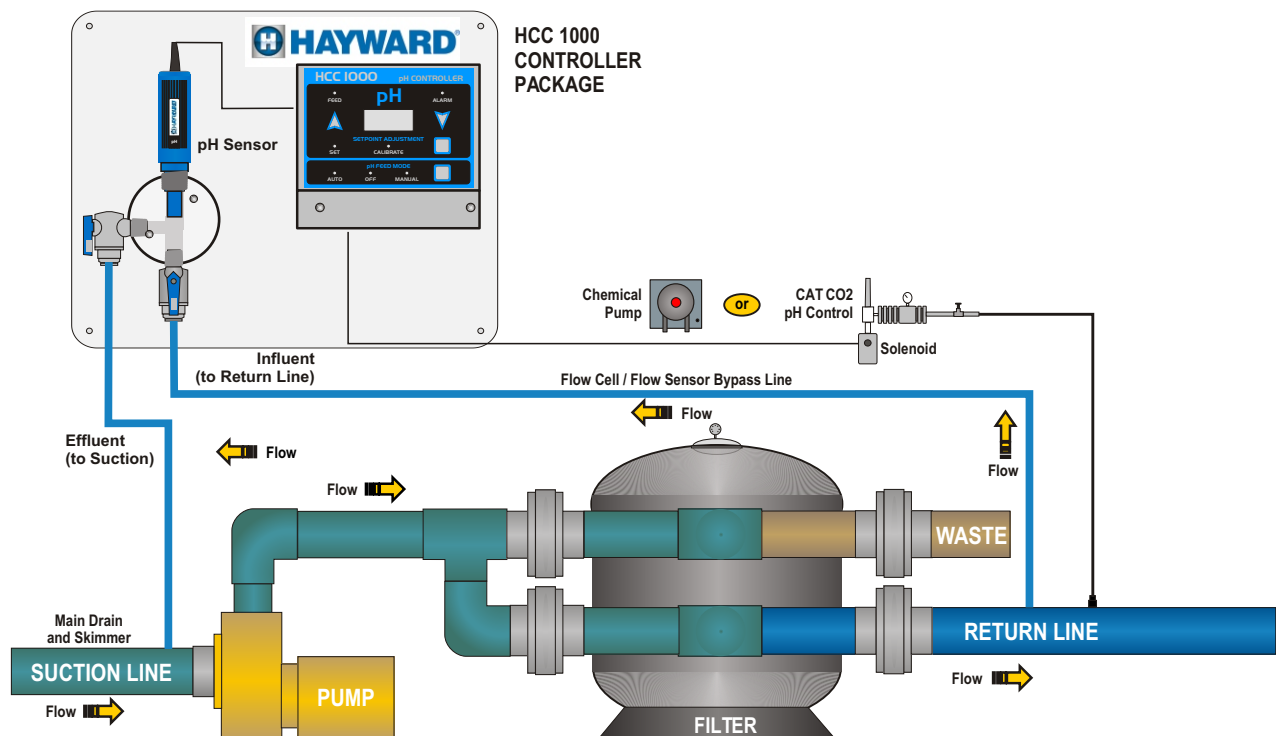 HAYWARD®
HCC 1000
CONTROLLER
PACKAGE
HCC 1000 pH CONTROLLER
FEED
pH
ALARM
SETPOINT ADJUSTMENT
SET
CALIBRATE
pH FEED MODE
AUTO
OFF
MANUAL
HAYWARD
pH
pH Sensor
Chemical
Pump
or
CAT CO2
pH Control
Solenoid
Influent
(to Return Line)
Flow Cell / Flow Sensor Bypass Line
Flow
Effluent
(to Suction)
Flow
Flow
Flow
WASTE
Main Drain
and Skimmer
SUCTION LINE
RETURN LINE
Flow
PUMP
Flow
FILTER